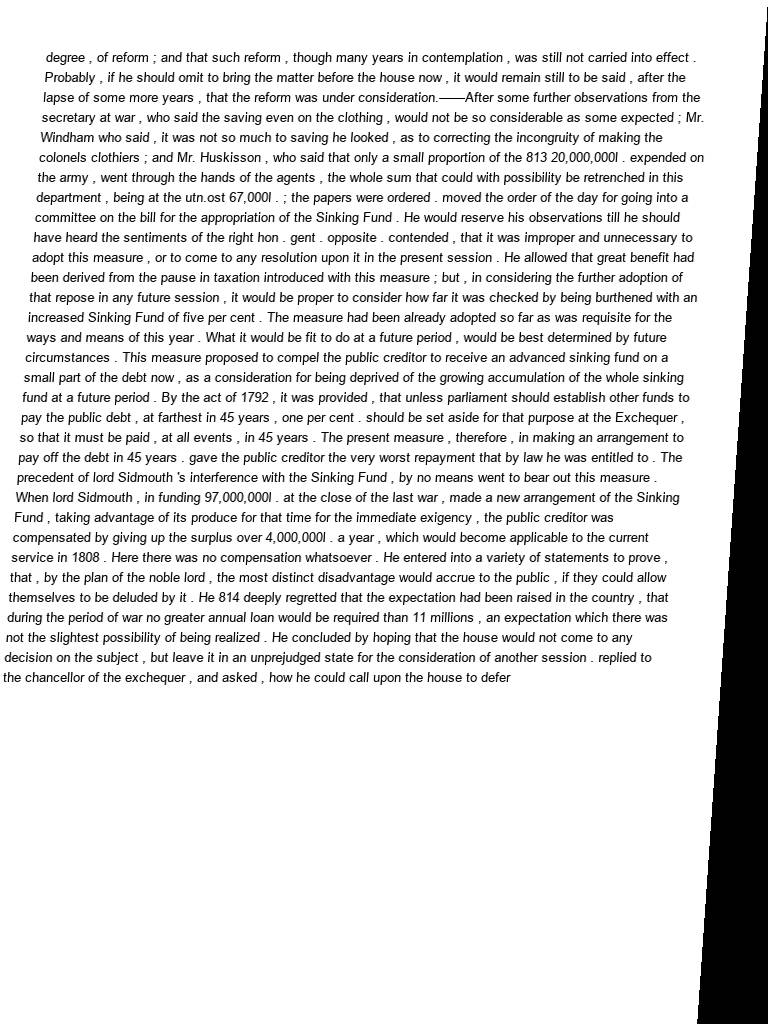 degree , of reform ; and that such reform , though many years in contemplation , was still not carried into effect .
Probably , if he should omit to bring the matter before the house now , it would remain still to be said , after the
lapse of some more years , that the reform was under consideration.——After some further observations from the
secretary at war , who said the saving even on the clothing , would not be so considerable as some expected ; Mr.
Windham who said , it was not so much to saving he looked , as to correcting the incongruity of making the
colonels clothiers ; and Mr. Huskisson , who said that only a small proportion of the 813 20,000,000l . expended on
the army , went through the hands of the agents , the whole sum that could with possibility be retrenched in this
department , being at the utn.ost 67,000l . ; the papers were ordered . moved the order of the day for going into a
committee on the bill for the appropriation of the Sinking Fund . He would reserve his observations till he should
have heard the sentiments of the right hon . gent . opposite . contended , that it was improper and unnecessary to
adopt this measure , or to come to any resolution upon it in the present session . He allowed that great benefit had
been derived from the pause in taxation introduced with this measure ; but , in considering the further adoption of
that repose in any future session , it would be proper to consider how far it was checked by being burthened with an
increased Sinking Fund of five per cent . The measure had been already adopted so far as was requisite for the
ways and means of this year . What it would be fit to do at a future period , would be best determined by future
circumstances . This measure proposed to compel the public creditor to receive an advanced sinking fund on a
small part of the debt now , as a consideration for being deprived of the growing accumulation of the whole sinking
fund at a future period . By the act of 1792 , it was provided , that unless parliament should establish other funds to
pay the public debt , at farthest in 45 years , one per cent . should be set aside for that purpose at the Exchequer ,
so that it must be paid , at all events , in 45 years . The present measure , therefore , in making an arrangement to
pay off the debt in 45 years . gave the public creditor the very worst repayment that by law he was entitled to . The
precedent of lord Sidmouth 's interference with the Sinking Fund , by no means went to bear out this measure .
When lord Sidmouth , in funding 97,000,000l . at the close of the last war , made a new arrangement of the Sinking
Fund , taking advantage of its produce for that time for the immediate exigency , the public creditor was
compensated by giving up the surplus over 4,000,000l . a year , which would become applicable to the current
service in 1808 . Here there was no compensation whatsoever . He entered into a variety of statements to prove ,
that , by the plan of the noble lord , the most distinct disadvantage would accrue to the public , if they could allow
themselves to be deluded by it . He 814 deeply regretted that the expectation had been raised in the country , that
during the period of war no greater annual loan would be required than 11 millions , an expectation which there was
not the slightest possibility of being realized . He concluded by hoping that the house would not come to any
decision on the subject , but leave it in an unprejudged state for the consideration of another session . replied to
the chancellor of the exchequer , and asked , how he could call upon the house to defer